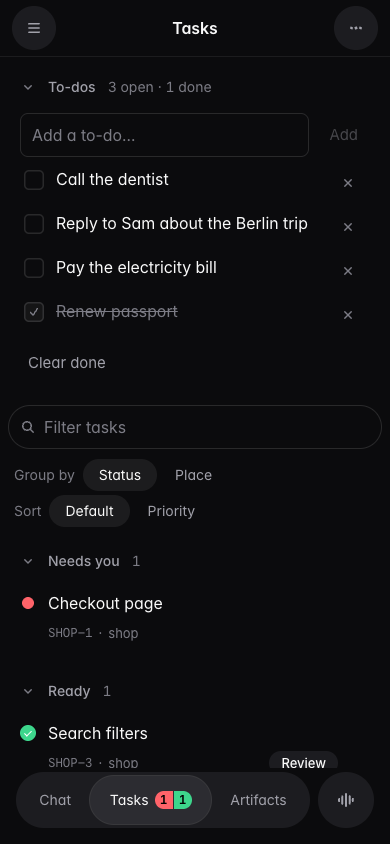 Tasks
To-dos 3 open · 1 done
Add a to-do... Add
Call the dentist
Reply to Sam about the Berlin trip
Pay the electricity bill
Renew passport
Clear done
Filter tasks
Group by Status Place
Sort Default Priority
Needs you 1
Checkout page
SHOP-1 · shop
Ready 1
Search filters
SHOP-3 · shop Review
Chat Tasks 1 1 Artifacts